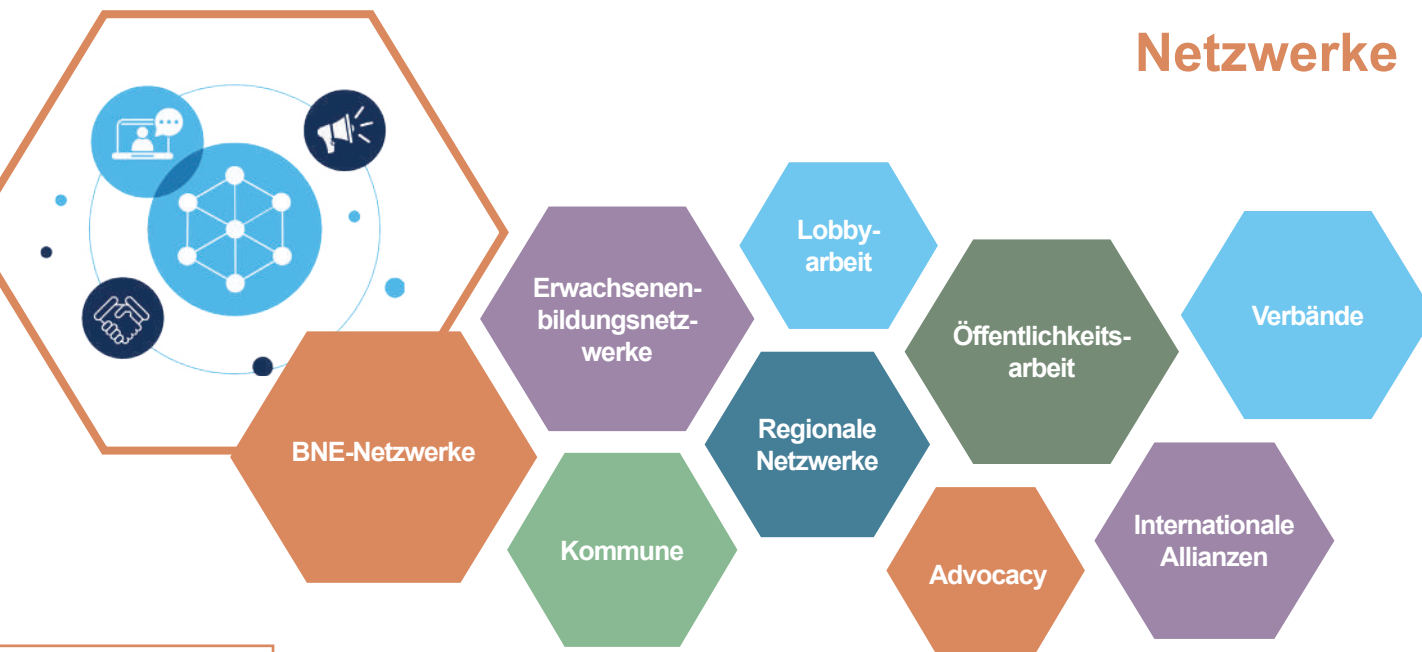 Netzwerke
Lobby-
arbeit
Erwachsenen-
bildungsnetz-
werke
Öffentlichkeits-
arbeit
Verbände
BNE-Netzwerke
Regionale
Netzwerke
Kommune
Advocacy
Internationale
Allianzen